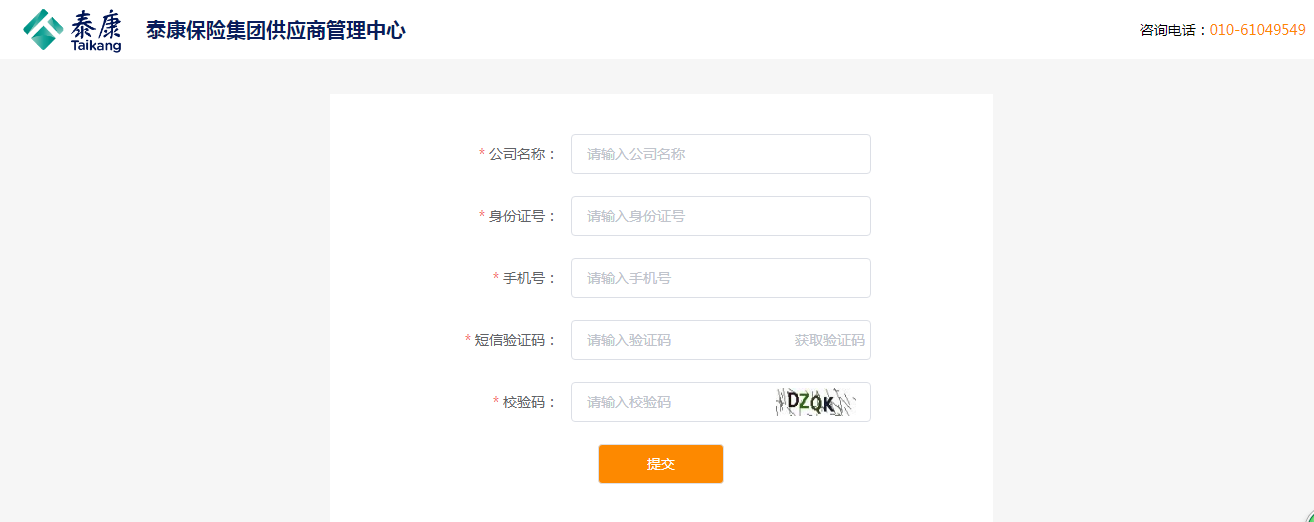 泰康
Taikang
泰康保险集团供应商管理中心
咨询电话：010-61049549
* 公司名称： 请输入公司名称
* 身份证号： 请输入身份证号
* 手机号： 请输入手机号
* 短信验证码： 请输入验证码 获取验证码
* 校验码： 请输入校验码 DZQK
提交